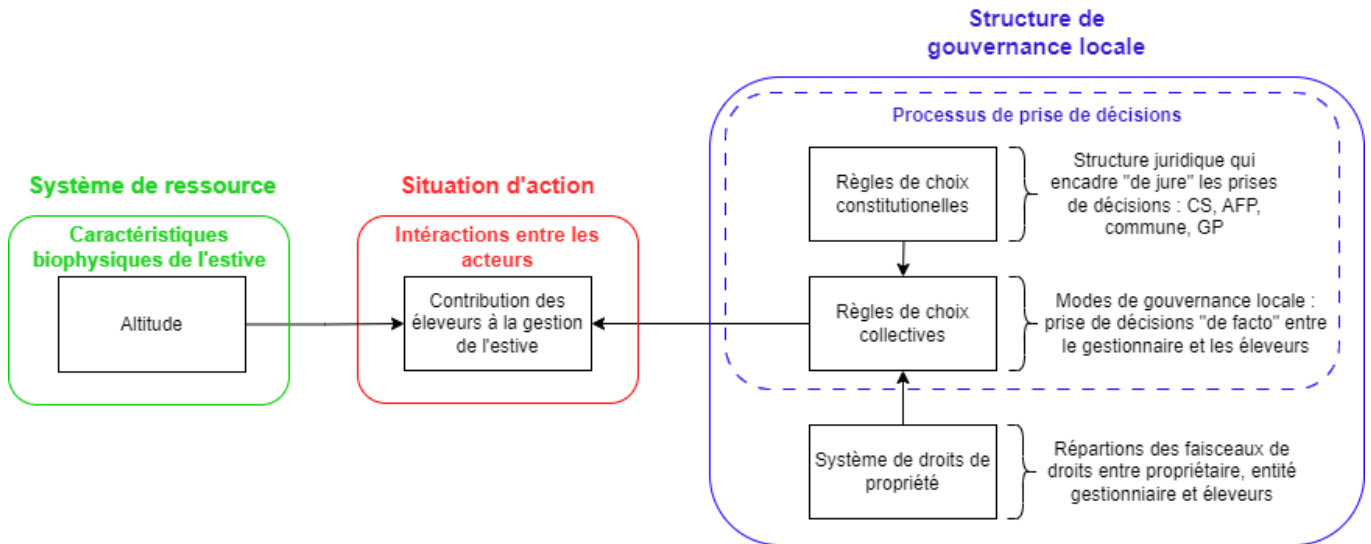 Structure de
gouvernance locale
Processus de prise de décisions
Système de ressource
Situation d'action
Caractéristiques
biophysiques de l'estive
Altitude
Intéractions entre les
acteurs
Contribution des
éleveurs à la gestion
de l'estive
Règles de choix
constitutionelles
Structure juridique qui
encadre "de jure" les prises
de décisions : CS, AFP,
commune, GP
Règles de choix
collectives
Modes de gouvernance locale :
prise de décisions "de facto" entre
le gestionnaire et les éleveurs
Système de droits de
propriété
Répartions des faisceaux de
droits entre propriétaire, entité
gestionniaire et éleveurs